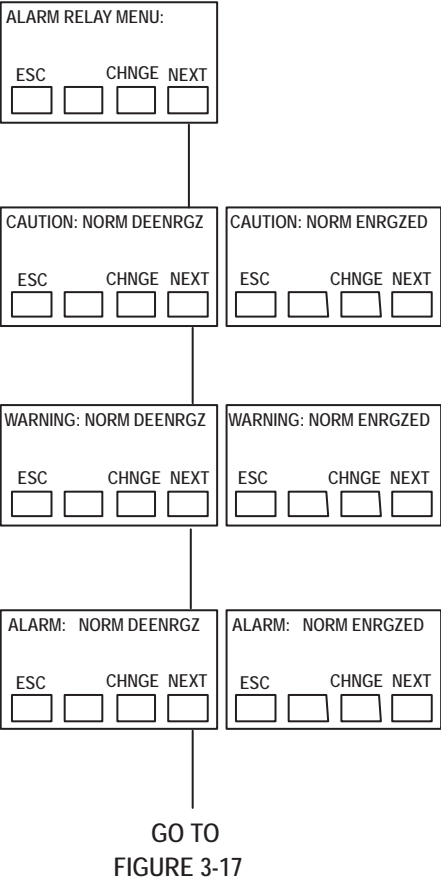 ALARM RELAY MENU:
ESC CHNGE NEXT
CAUTION: NORM DEENRGZ
ESC CHNGE NEXT
CAUTION: NORM ENRGZED
ESC CHNGE NEXT
WARNING: NORM DEENRGZ
ESC CHNGE NEXT
WARNING: NORM ENRGZED
ESC CHNGE NEXT
ALARM: NORM DEENRGZ
ESC CHNGE NEXT
ALARM: NORM ENRGZED
ESC CHNGE NEXT
GO TO
FIGURE 3-17